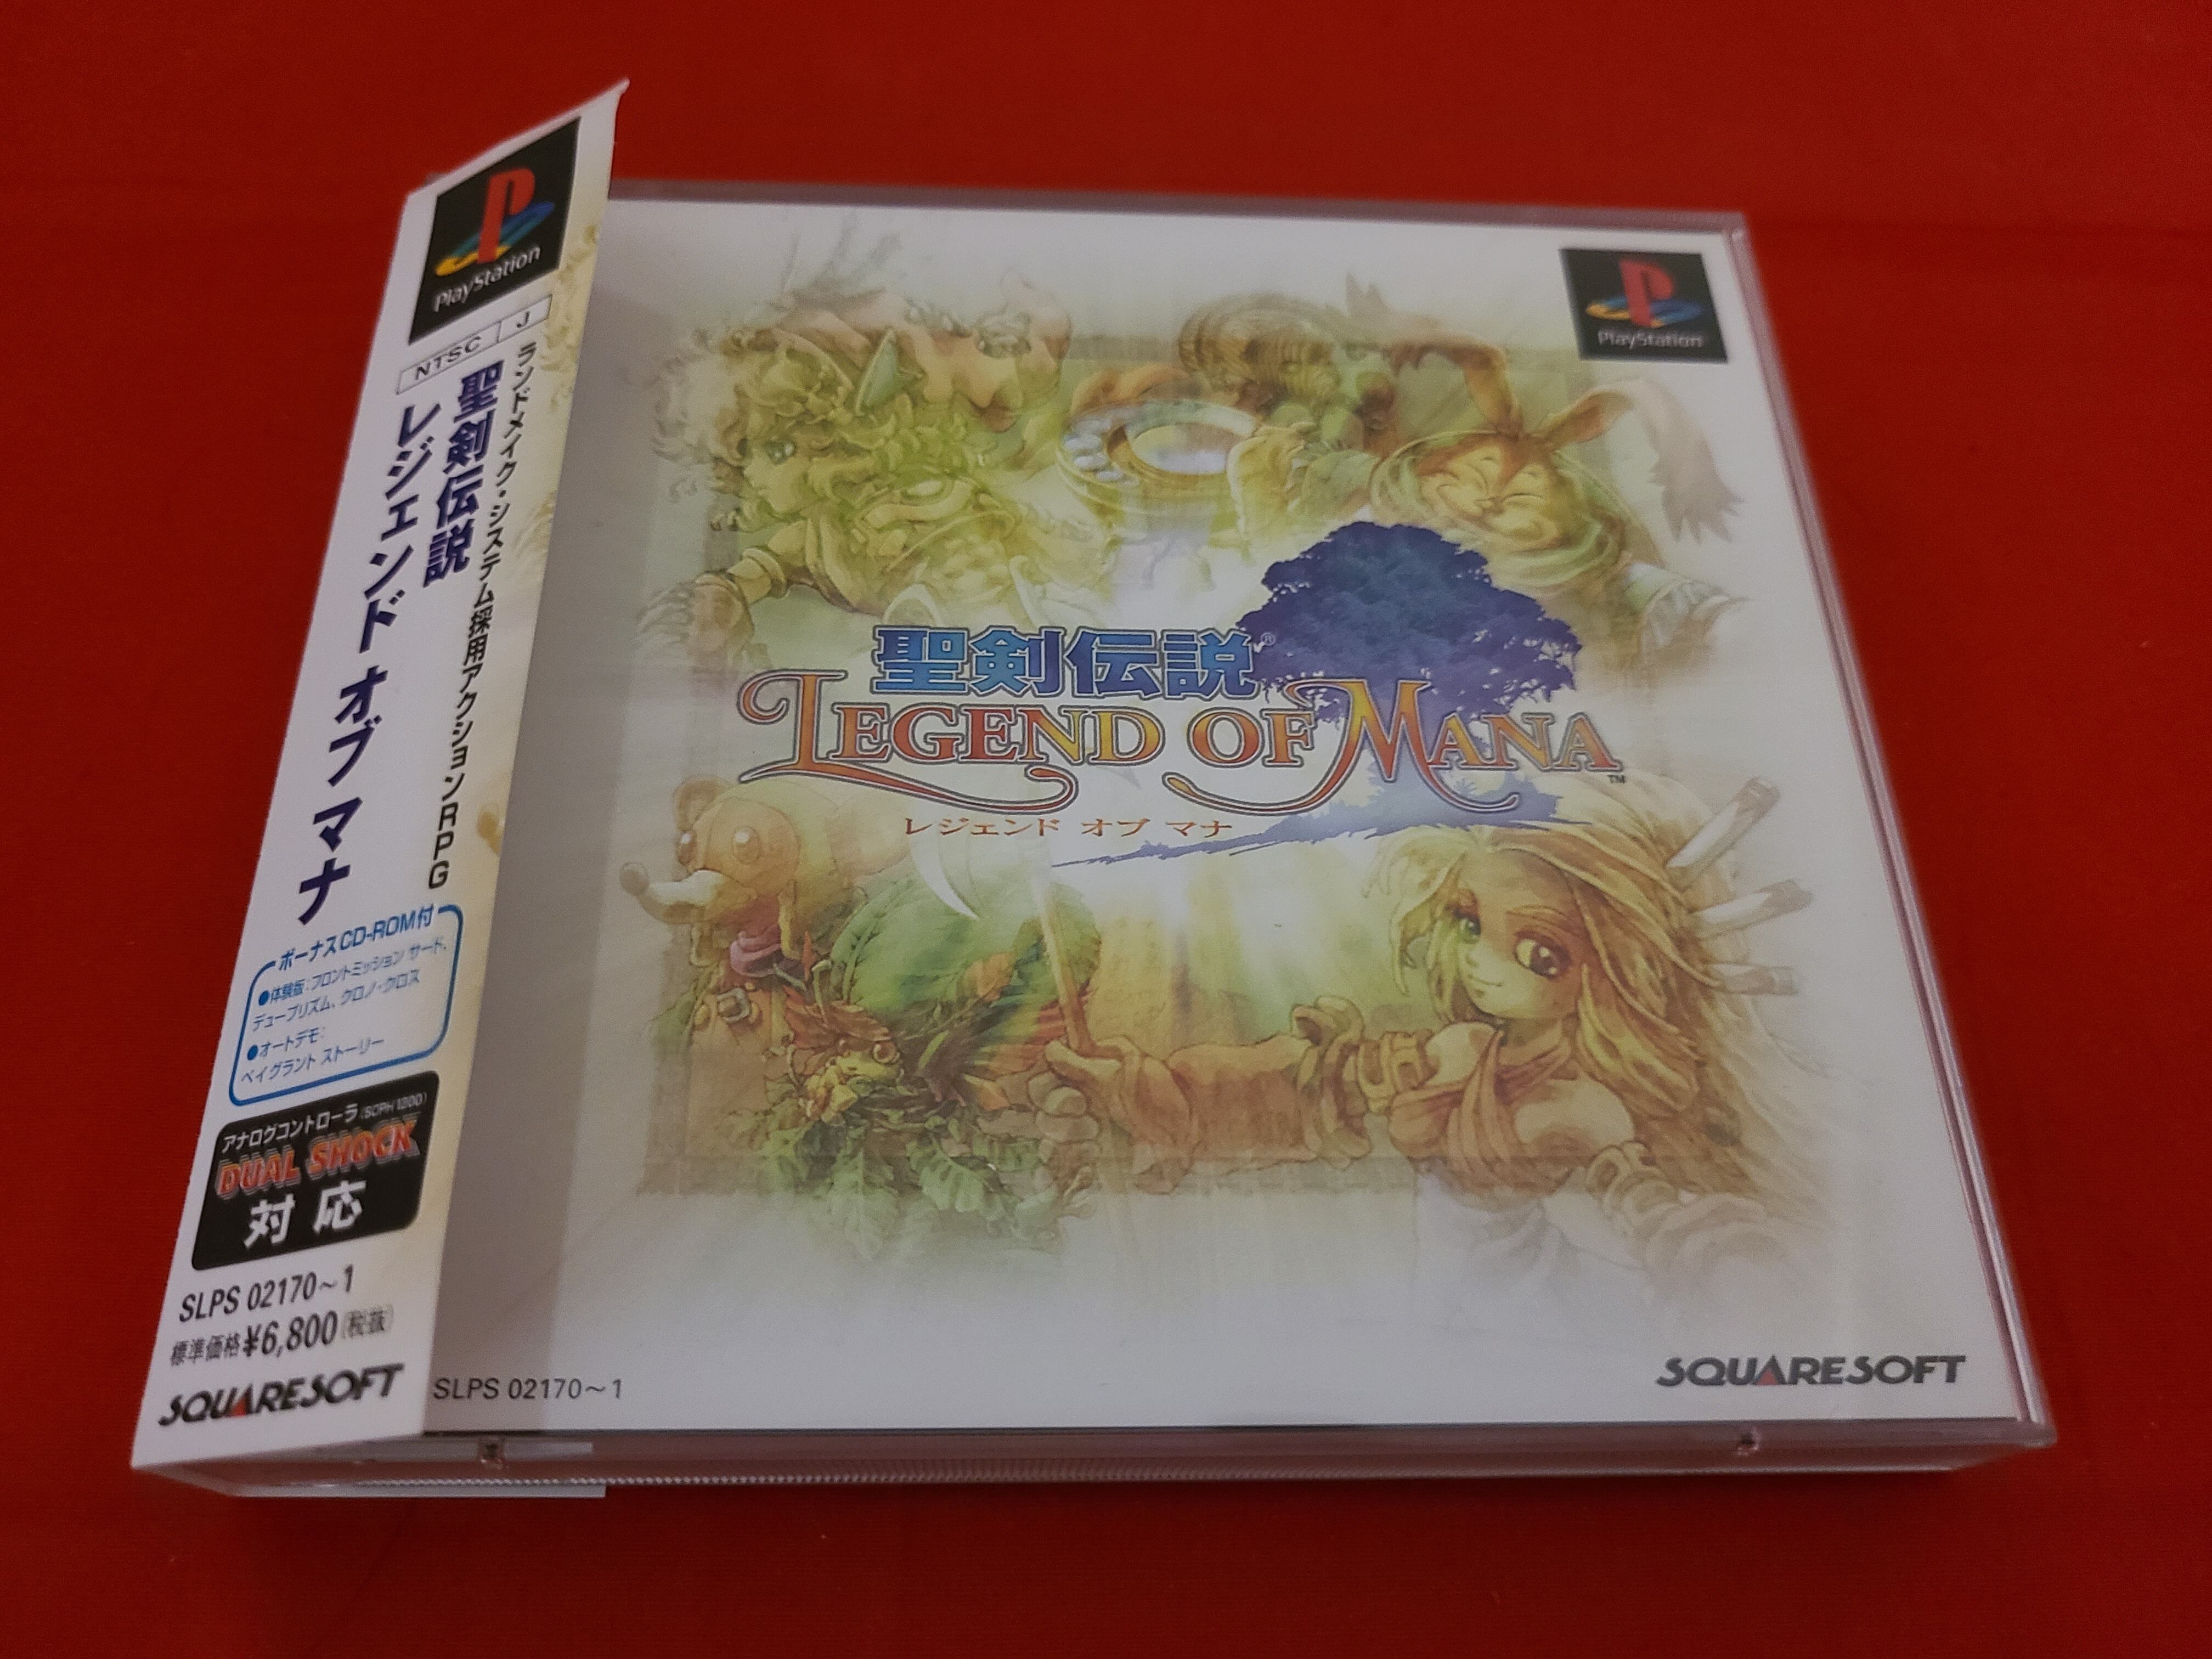 PlayStation
NTSC J
ランドメイク・システム採用アクションRPG
聖剣伝説
レジェンド オブ マナ
ボーナスCD-ROM付
●体験版：フロントミッション サード、
デュープリズム、クロノ・クロス
●オートデモ：
ベイグラント ストーリー
アナログコントローラ(SCPH1200)
DUAL SHOCK
対応
SLPS 02170～1
標準価格¥6,800(税抜)
SQUARESOFT
PlayStation
聖剣伝説®
LEGEND OF MANA™
レジェンド オブ マナ
SLPS 02170～1
SQUARESOFT